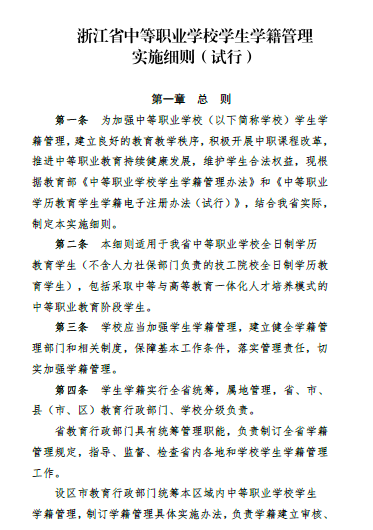 浙江省中等职业学校学生学籍管理
实施细则（试行）
第一章 总 则
第一条 为加强中等职业学校（以下简称学校）学生学
籍管理，建立良好的教育教学秩序，积极开展中职课程改革，
推进中等职业教育持续健康发展，维护学生合法权益，现根
据教育部《中等职业学校学生学籍管理办法》和《中等职业
学历教育学生学籍电子注册办法（试行）》，结合我省实际，
制定本实施细则。
第二条 本细则适用于我省中等职业学校全日制学历
教育学生（不含人力社保部门负责的技工院校全日制学历教
育学生），包括采取中等与高等教育一体化人才培养模式的
中等职业教育阶段学生。
第三条 学校应当加强学生学籍管理，建立健全学籍管
理部门和相关制度，保障基本工作条件，落实管理责任，切
实加强学籍管理。
第四条 学生学籍实行全省统筹，属地管理，省、市、
县（市、区）教育行政部门、学校分级负责。
省教育行政部门具有统筹管理职能，负责制订全省学籍
管理规定，指导、监督、检查省内各地和学校学生学籍管理
工作。
设区市教育行政部门统筹本区域内中等职业学校学生
学籍管理，制订学籍管理具体实施办法，负责学籍建立审核、